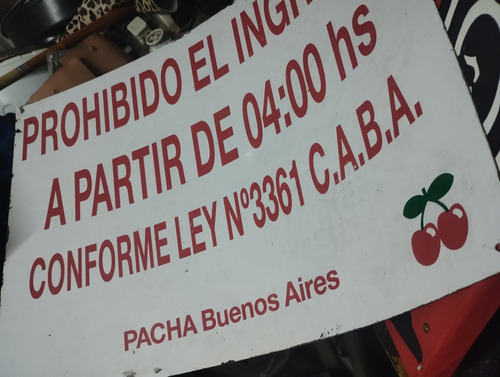 PROHIBIDO EL
A PARTIR DE 04:00 hs
CONFORME LEY Nº3361 C.A.B.A.
PACHA Buenos Aires